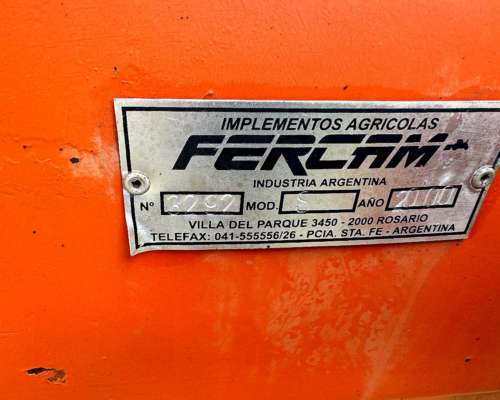 IMPLEMENTOS AGRICOLAS
FERCAM
INDUSTRIA ARGENTINA
Nº 3292 MOD. S AÑO
VILLA DEL PARQUE 3450 - 2000 ROSARIO
TELEFAX: 041-555556/26 - PCIA. STA. FE - ARGENTINA